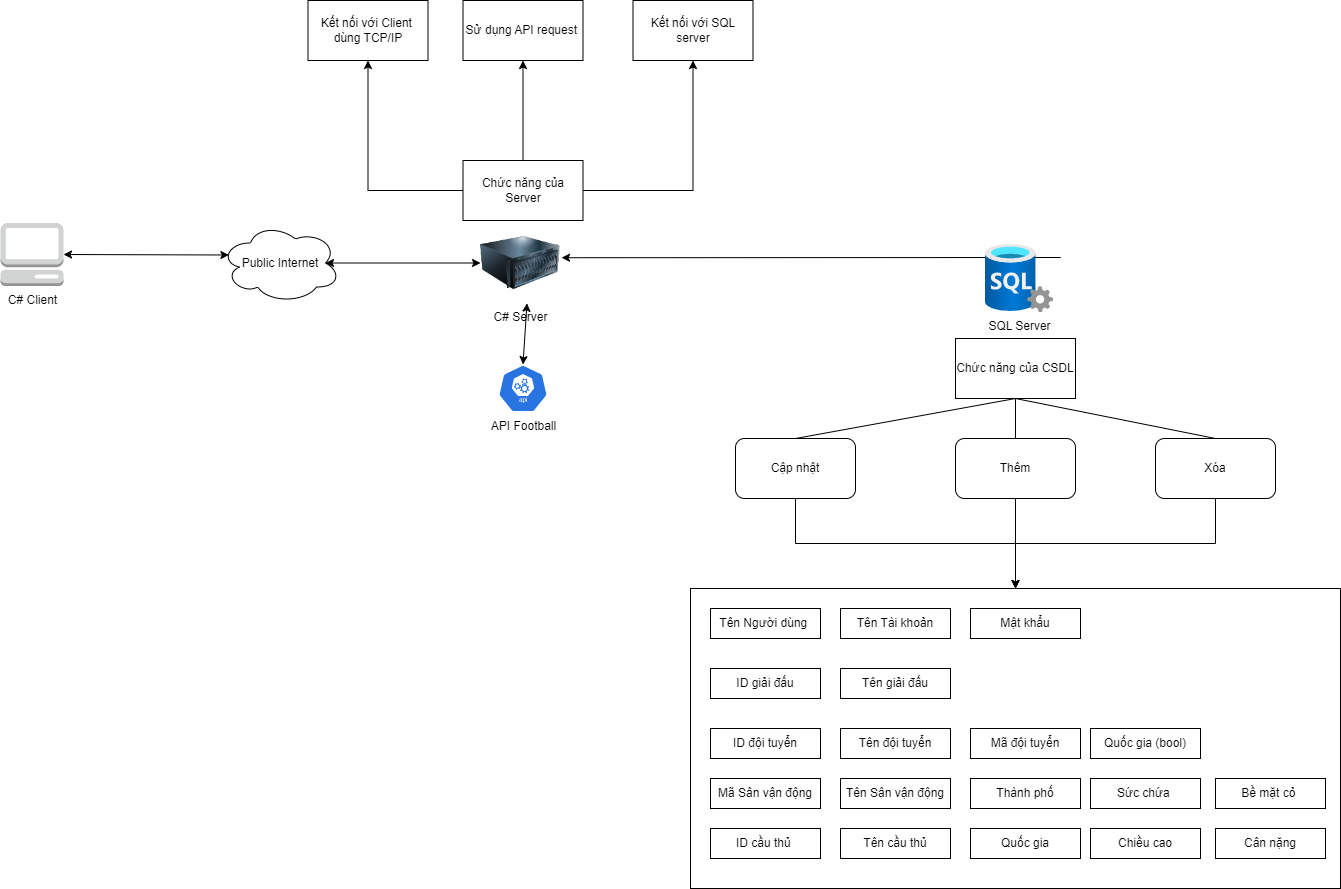 Kết nối với Client
dùng TCP/IP
Sử dụng API request
Kết nối với SQL
server
Chức năng của
Server
C# Client
Public Internet
C# Server
API Football
api
SQL
SQL Server
Chức năng của CSDL
Cập nhật
Thêm
Xóa
Tên Người dùng
Tên Tài khoản
Mật khẩu
ID giải đấu
Tên giải đấu
ID đội tuyển
Tên đội tuyển
Mã đội tuyển
Quốc gia (bool)
Mã Sân vận động
Tên Sân vận động
Thành phố
Sức chứa
Bề mặt cỏ
ID cầu thủ
Tên cầu thủ
Quốc gia
Chiều cao
Cân nặng